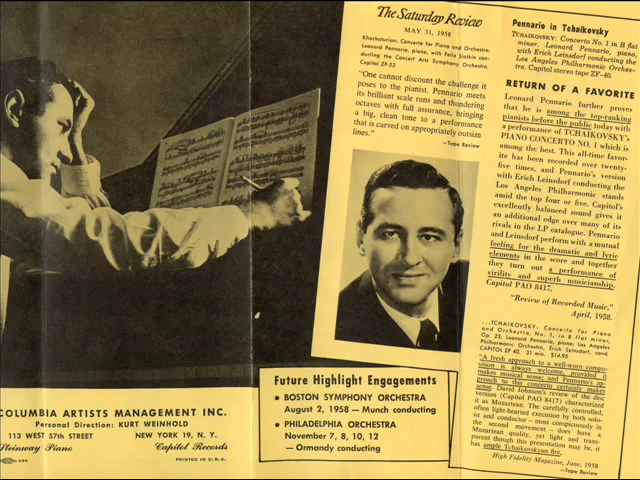 The Saturday Review
MAY 31, 1958
Khachaturian: Concerto for Piano and Orchestra.
Leonard Pennario, piano, with Felix Slatkin con-
ducting the Concert Arts Symphony Orchestra.
Capitol ZF-52
"One cannot discount the challenge it
poses to the pianist. Pennario meets
its brilliant scale runs and thundering
octaves with full assurance, bringing
a big, clean tone to a performance
that is carved on appropriately outsize
lines."
—Tape Review
Pennario in Tchaikovsky
TCHAIKOVSKY: Concerto No. 1 in B flat
minor. Leonard Pennario, piano,
with Erich Leinsdorf conducting the
Los Angeles Philharmonic Orches-
tra. Capitol stereo tape ZF-40.
RETURN OF A FAVORITE
Leonard Pennario further proves
that he is among the top-ranking
pianists before the public today with
a performance of TCHAIKOVSKY'S
PIANO CONCERTO NO. 1 which is
among the best. This all-time favor-
ite has been recorded over twenty-
five times, and Pennario's version
with Erich Leinsdorf conducting the
Los Angeles Philharmonic stands
amid the top four or five. Capitol's
excellently balanced sound gives it
an additional edge over many of its
rivals in the LP catalogue. Pennario
and Leinsdorf perform with a mutual
feeling for the dramatic and lyric
elements in the score and together
they turn out a performance of
virility and superb musicianship.
Capitol PAO 8417.
"Review of Recorded Music,"
April, 1958.
...TCHAIKOVSKY. Concerto for Piano
and Orchestra, No. 1, in B flat minor,
Op. 23; Leonard Pennario, piano; Los Angeles
Philharmonic Orchestra, Erich Leinsdorf, cond.
CAPITOL ZF 40. 31 min. $14.95
"A fresh approach to a well-worn compo-
sition is always welcome, provided it
makes musical sense; and Pennario's ap-
proach to this concerto certainly makes
sense. David Johnson's review of the disc
version (Capitol PAO 8417) characterized
it as Mozartean. The carefully controlled,
often light-hearted execution by both solo-
ist and conductor – most conspicuously in
the second movement – does have a
Mozartean quality, yet light and trans-
parent though this presentation may be, it
has ample Tchaikovskyan fire.
High Fidelity Magazine, June, 1958
—Tape Review
Future Highlight Engagements
● BOSTON SYMPHONY ORCHESTRA
August 2, 1958 — Munch conducting
● PHILADELPHIA ORCHESTRA
November 7, 8, 10, 12
— Ormandy conducting
COLUMBIA ARTISTS MANAGEMENT INC.
Personal Direction: KURT WEINHOLD
113 WEST 57th STREET NEW YORK 19, N. Y.
Steinway Piano Capitol Records
454 PRINTED IN U.S.A.